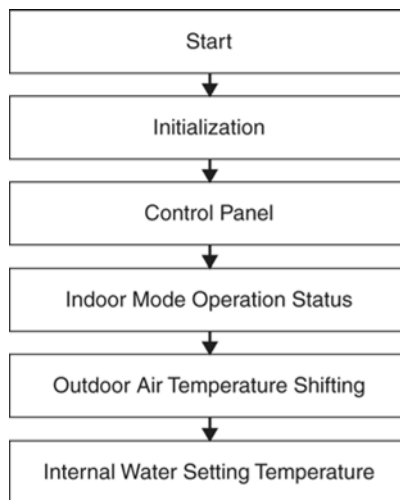 Start
Initialization
Control Panel
Indoor Mode Operation Status
Outdoor Air Temperature Shifting
Internal Water Setting Temperature